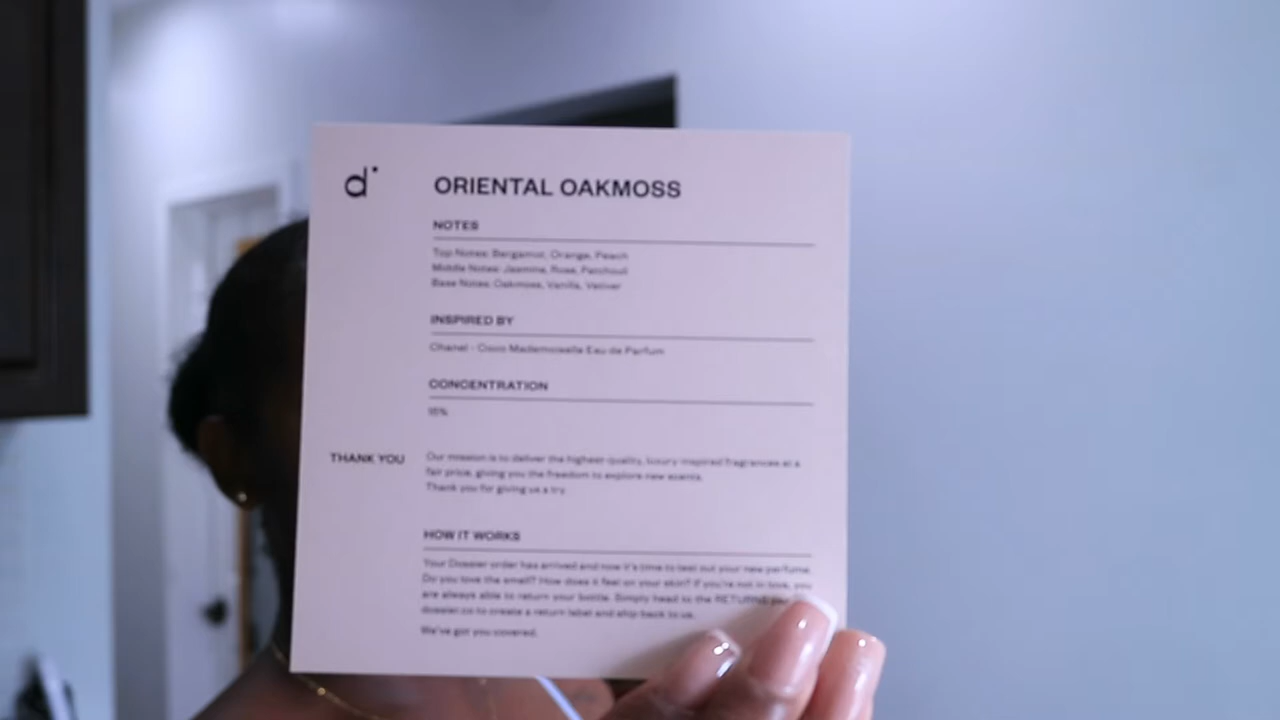 d
ORIENTAL OAKMOSS
NOTES
Top Notes: Bergamot, Orange, Peach
Middle Notes: Jasmine, Rose, Patchouli
Base Notes: Oakmoss, Vanilla, Vetiver
INSPIRED BY
Chanel - Coco Mademoiselle Eau de Parfum
CONCENTRATION
15%
THANK YOU
Our mission is to deliver the highest-quality, luxury-inspired fragrances at a
fair price, giving you the freedom to explore new scents.
Thank you for giving us a try.
HOW IT WORKS
Your Dossier order has arrived and now it's time to test out your new perfume.
Do you love the smell? How does it feel on your skin? If you're not in love, you
are always able to return your bottle. Simply head to the RETURNS
dossier.co to create a return label and ship back to us.
We've got you covered.